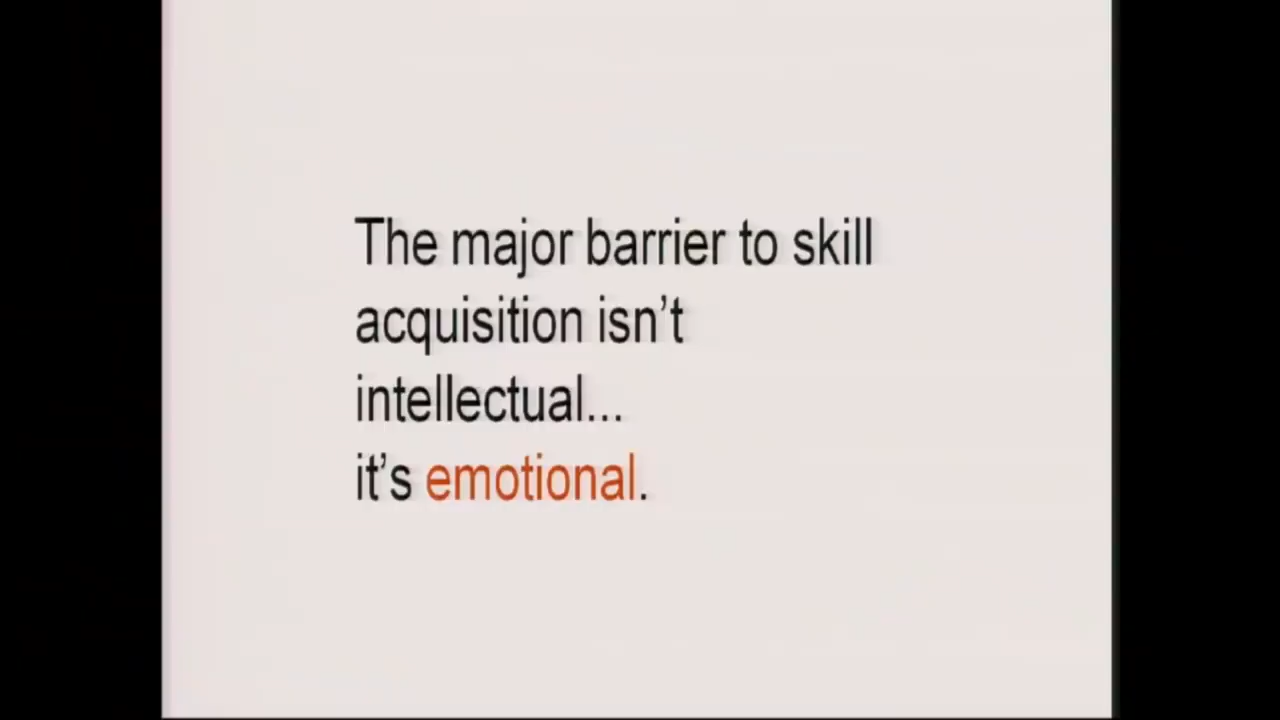 The major barrier to skill
acquisition isn’t
intellectual...
it’s emotional.